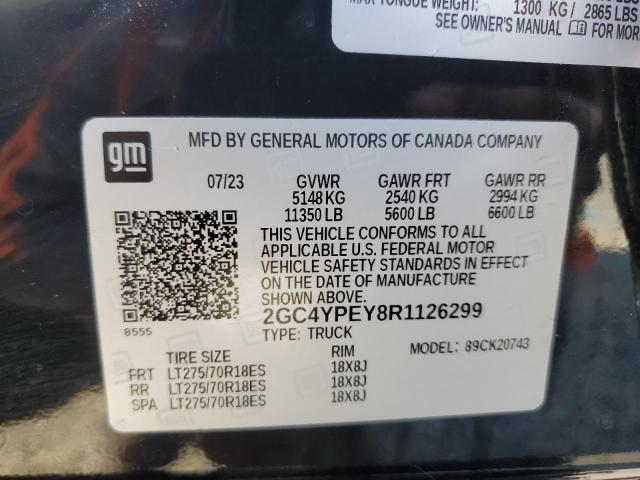 1300 KG / 2865 LBS
SEE OWNER'S MANUAL FOR MOR
gm
MFD BY GENERAL MOTORS OF CANADA COMPANY
07/23 GVWR GAWR FRT GAWR RR
5148 KG 2540 KG 2994 KG
11350 LB 5600 LB 6600 LB
THIS VEHICLE CONFORMS TO ALL
APPLICABLE U.S. FEDERAL MOTOR
VEHICLE SAFETY STANDARDS IN EFFECT
ON THE DATE OF MANUFACTURE
SHOWN ABOVE.
2GC4YPEY8R1126299
8555
TYPE: TRUCK
MODEL: 89CK20743
TIRE SIZE RIM
FRT LT275/70R18ES 18X8J
RR LT275/70R18ES 18X8J
SPA LT275/70R18ES 18X8J